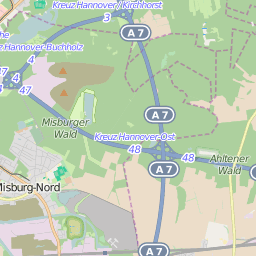 Kreuz Hannover / Kirchhorst
3
A 7
uz Hannover-Buchholz
4
4
47
47
A 7
Misburger
Wald
Kreuz Hannover-Ost
48
48
Ahltener
Wald
A 7
Misburg-Nord
A 7